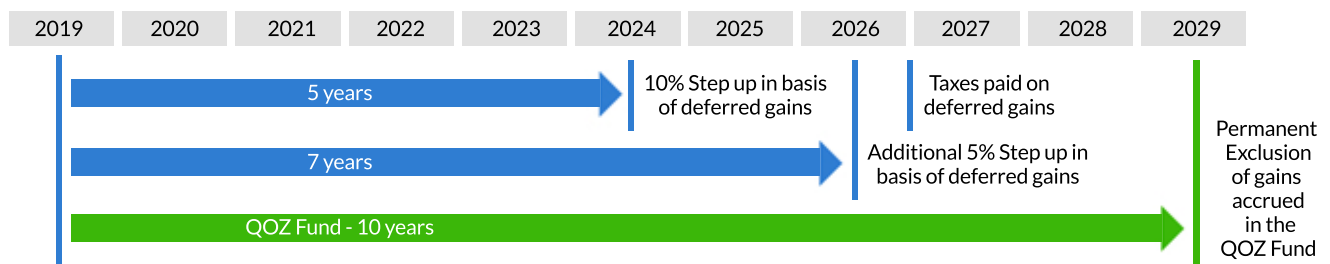 2019 2020 2021 2022 2023 2024 2025 2026 2027 2028 2029
5 years
10% Step up in basis
of deferred gains
Taxes paid on
deferred gains
7 years
Additional 5% Step up in
basis of deferred gains
QOZ Fund - 10 years
Permanent
Exclusion
of gains
accrued
in the
QOZ Fund